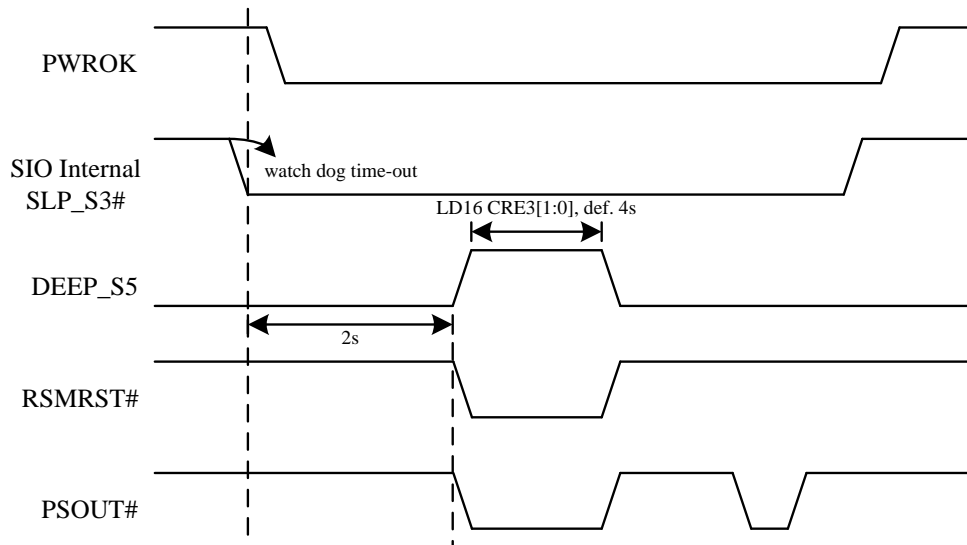 PWROK
SIO Internal
SLP_S3#
watch dog time-out
LD16 CRE3[1:0], def. 4s
DEEP_S5
2s
RSMRST#
PSOUT#